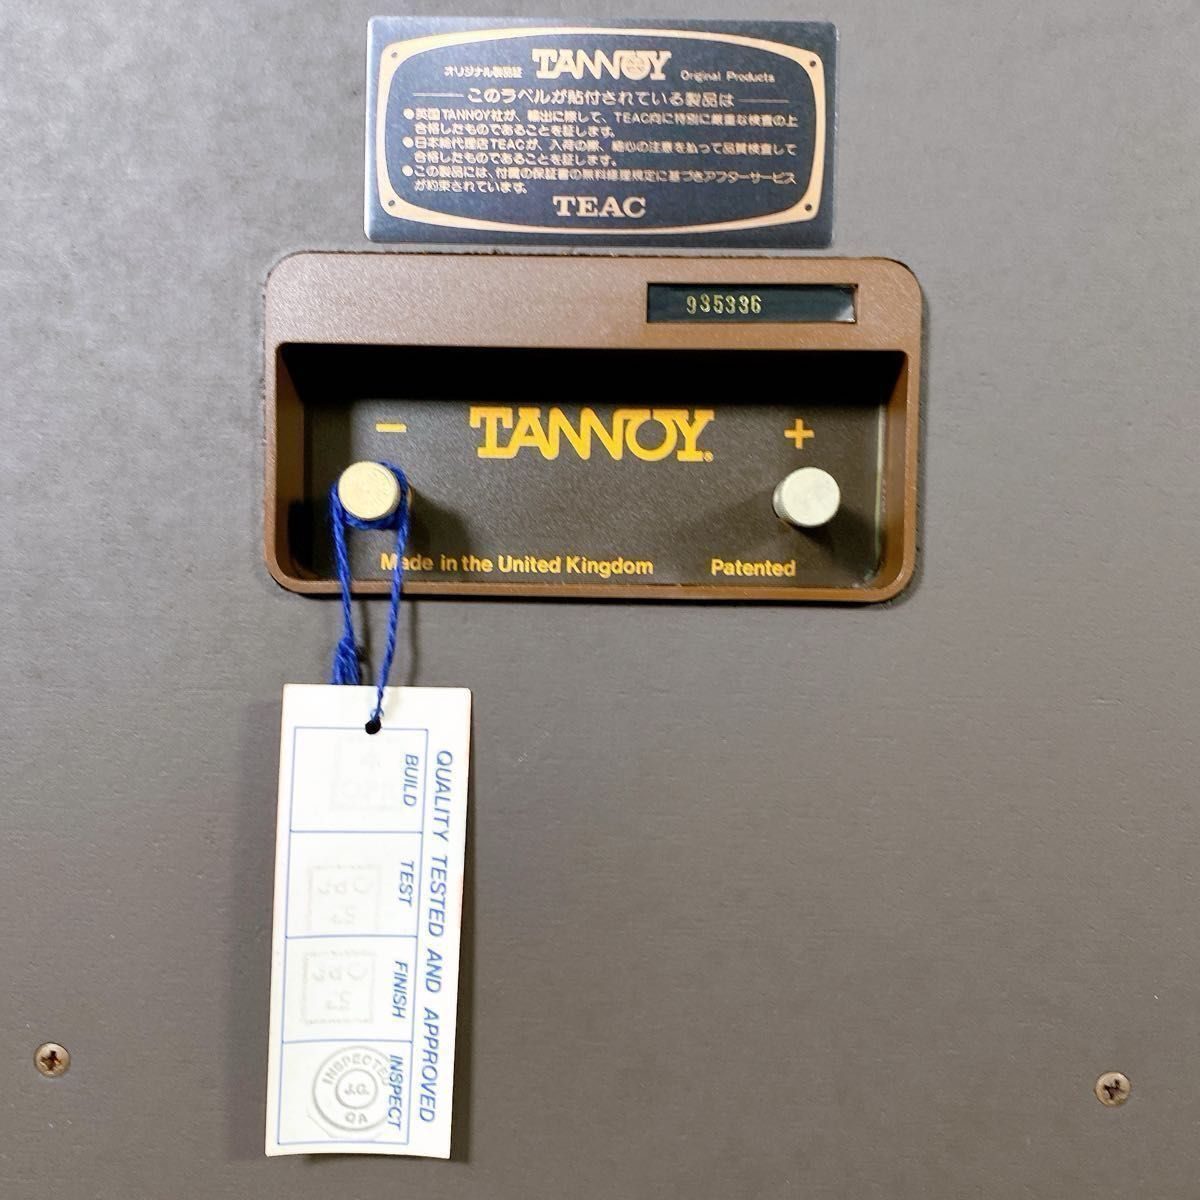 オリジナル製品証 TANNOY Original Products
このラベルが貼付されている製品は
●英国TANNOY社が、輸出に際して、TEAC向に特別に厳重な検査の上
合格したものであることを証します。
●日本総代理店TEACが、入荷の際、細心の注意を払って品質検査して
合格したものであることを証します。
●この製品には、付属の保証書の無料修理規定に基づきアフターサービス
が約束されています。
TEAC
935336
− TANNOY® +
Made in the United Kingdom Patented
QUALITY TESTED AND APPROVED
BUILD
TEST
FINISH
INSPECT
INSPECTED
J.G.
QA